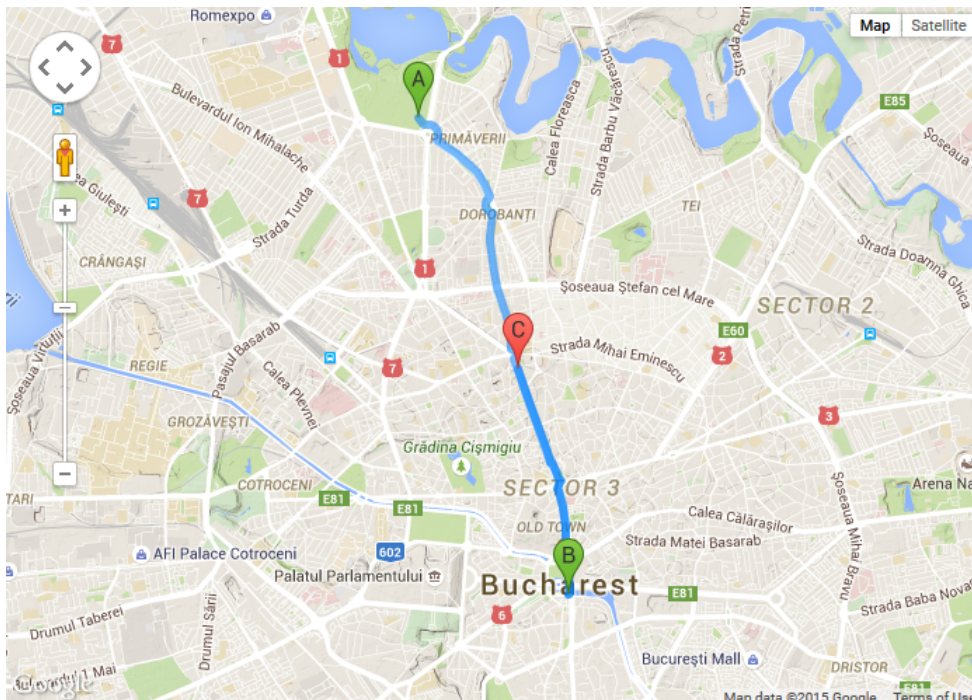 Romexpo
Map
Satellite
7
1
A
Strada Petri
E85
Bulevardul Ion Mihalache
PRIMĂVERII
Calea Floreasca
Strada Barbu Văcărescu
Șoseaua
Giulești
7
Strada Turda
DOROBANȚI
TEI
Strada Doamna Ghica
CRÂNGAȘI
1
Șoseaua Ștefan cel Mare
SECTOR 2
C
E60
Șoseaua Virtuții
Pasajul Basarab
Strada Mihai Eminescu
2
REGIE
7
Calea Plevnei
GROZĂVEȘTI
3
Grădina Cișmigiu
COTROCENI
SECTOR 3
Arena Na
TARI
E81
E81
OLD TOWN
Calea Călărașilor
Șoseaua Mihai Bravu
Strada Matei Basarab
AFI Palace Cotroceni
602
B
Palatul Parlamentului
Bucharest
E81
Drumul Taberei
Drumul Sării
6
Strada Baba Nova
București Mall
DRISTOR
Bulevardul 1 Mai
Google
E81
Map data ©2015 Google
Terms of Use